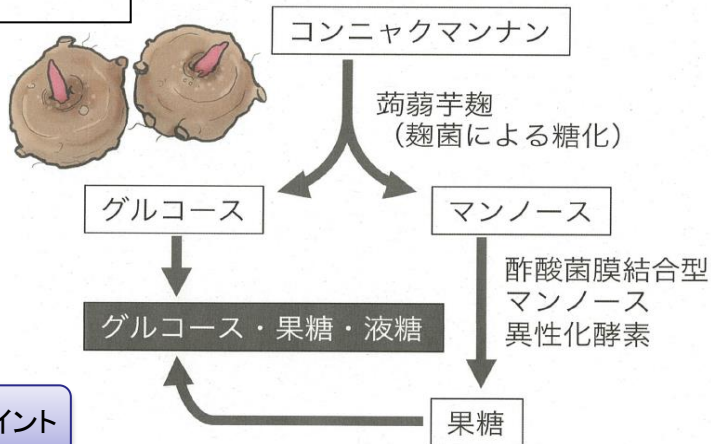 コンニャクマンナン
蒟蒻芋麹
（麹菌による糖化）
グルコース
マンノース
酢酸菌膜結合型
マンノース
異性化酵素
グルコース・果糖・液糖
果糖
イント